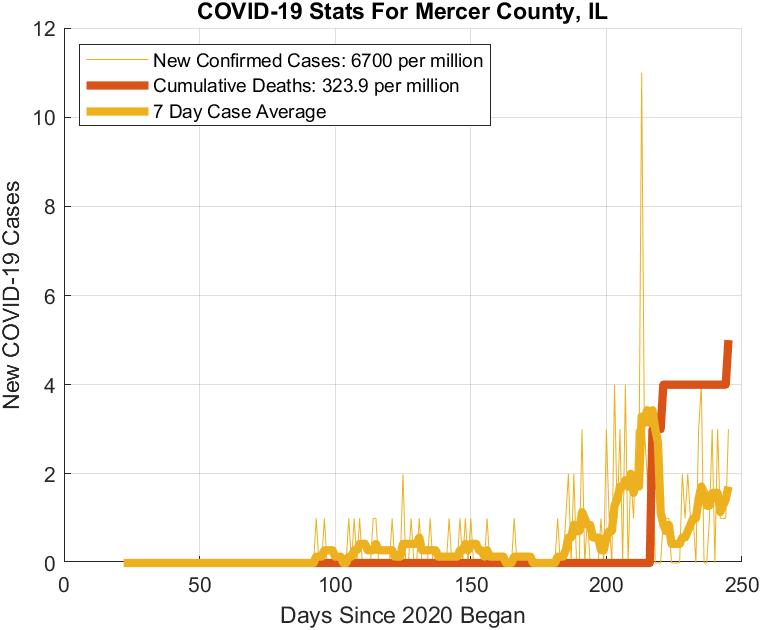 COVID-19 Stats For Mercer County, IL
12
10
8
6
4
2
0
New COVID-19 Cases
New Confirmed Cases: 6700 per million
Cumulative Deaths: 323.9 per million
7 Day Case Average
0 50 100 150 200 250
Days Since 2020 Began